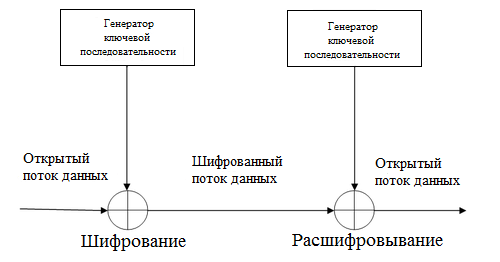 Генератор
ключевой
последовательности
Генератор
ключевой
последовательности
Открытый
поток данных
Шифрованный
поток данных
Открытый
поток данных
Шифрование
Расшифровывание